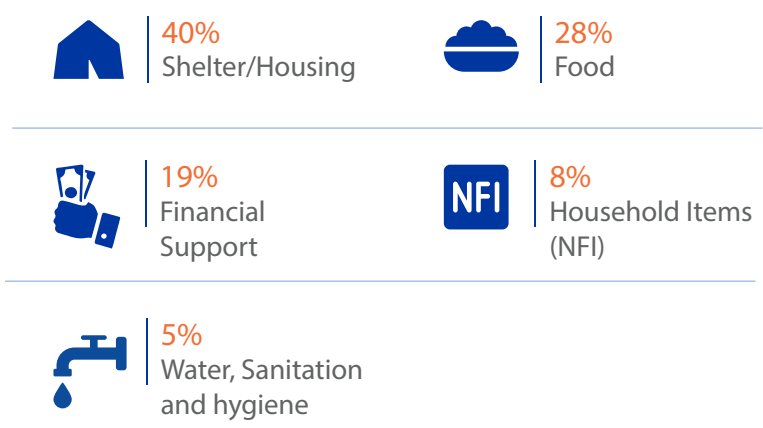 40%
Shelter/Housing
28%
Food
19%
Financial
Support
NFI
8%
Household Items
(NFI)
5%
Water, Sanitation
and hygiene